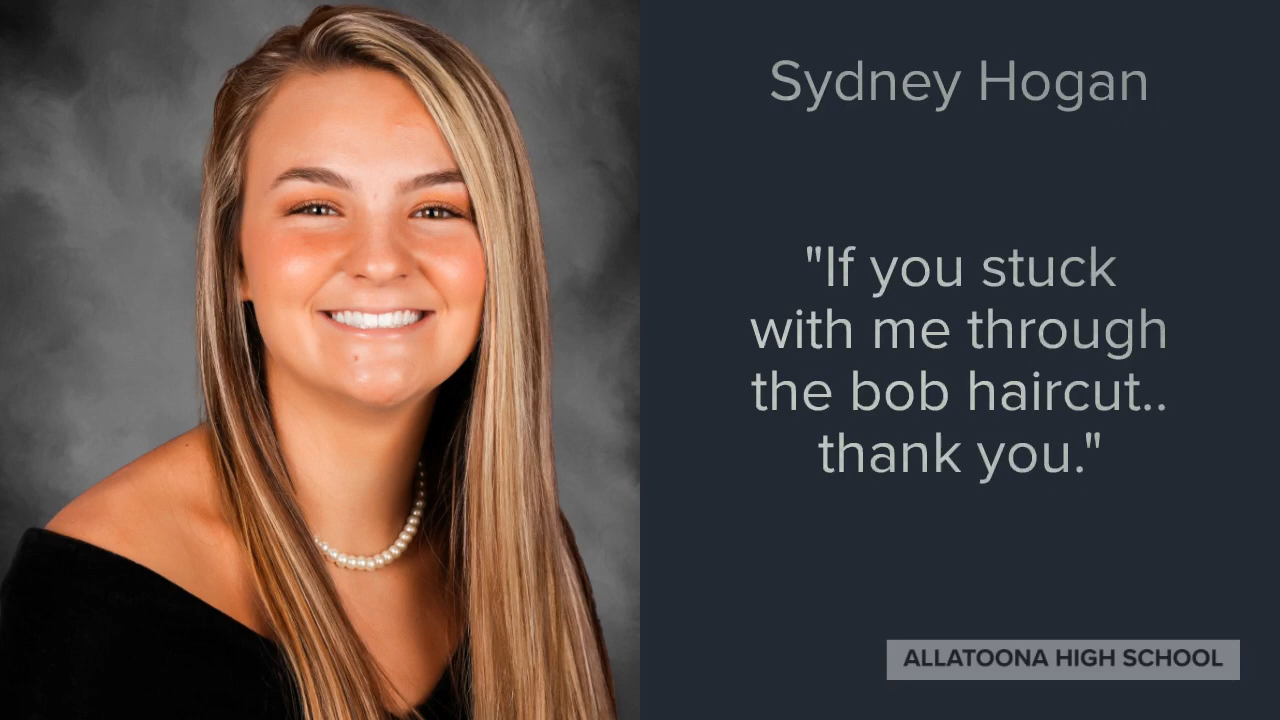 Sydney Hogan
"If you stuck
with me through
the bob haircut..
thank you."
ALLATOONA HIGH SCHOOL